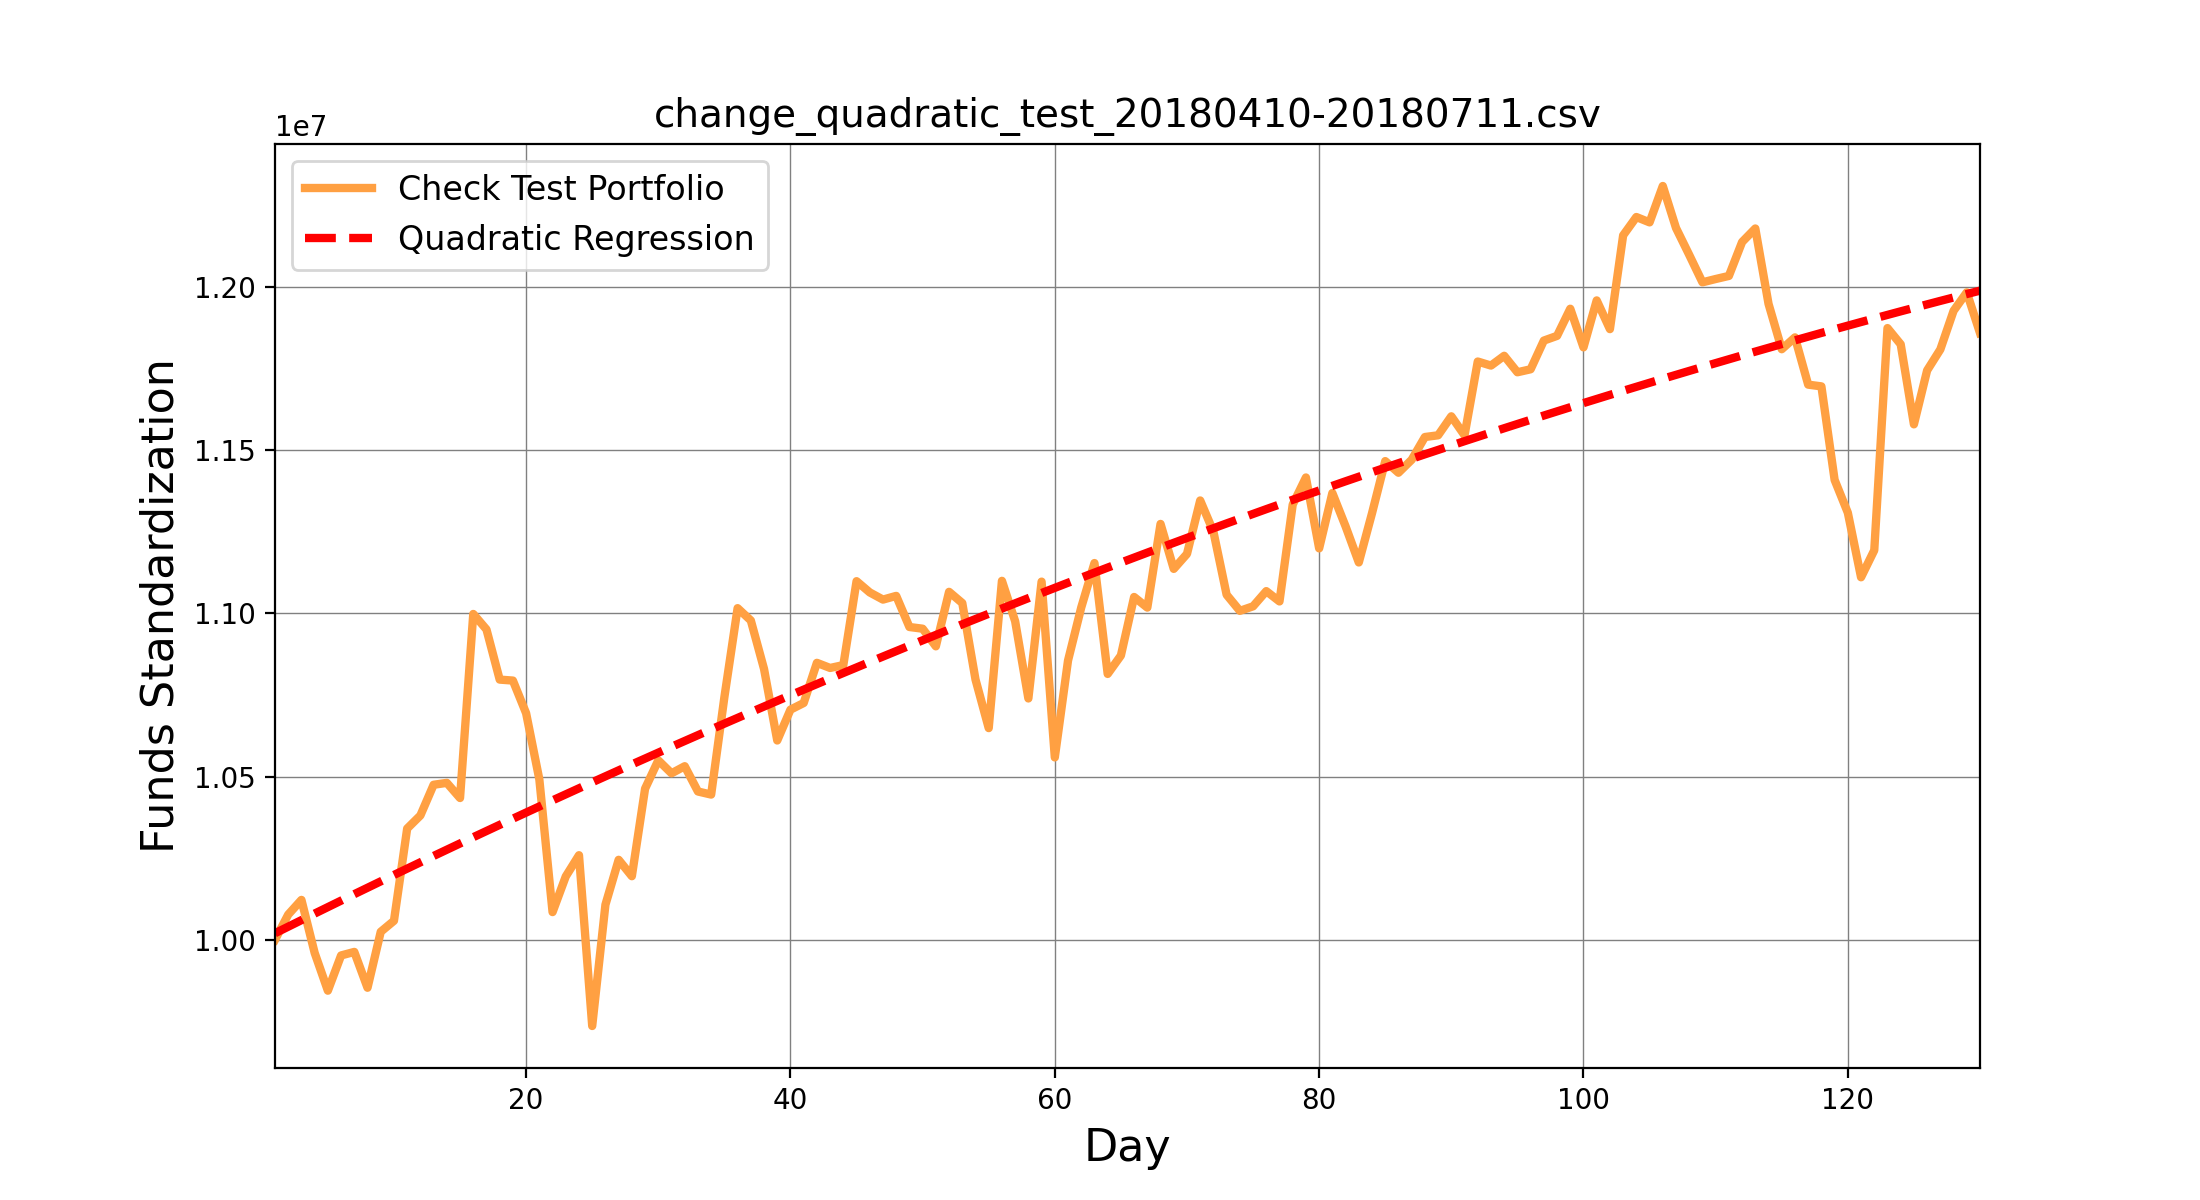 change_quadratic_test_20180410-20180711.csv
1e7
Check Test Portfolio
Quadratic Regression
Funds Standardization
1.20
1.15
1.10
1.05
1.00
20 40 60 80 100 120
Day